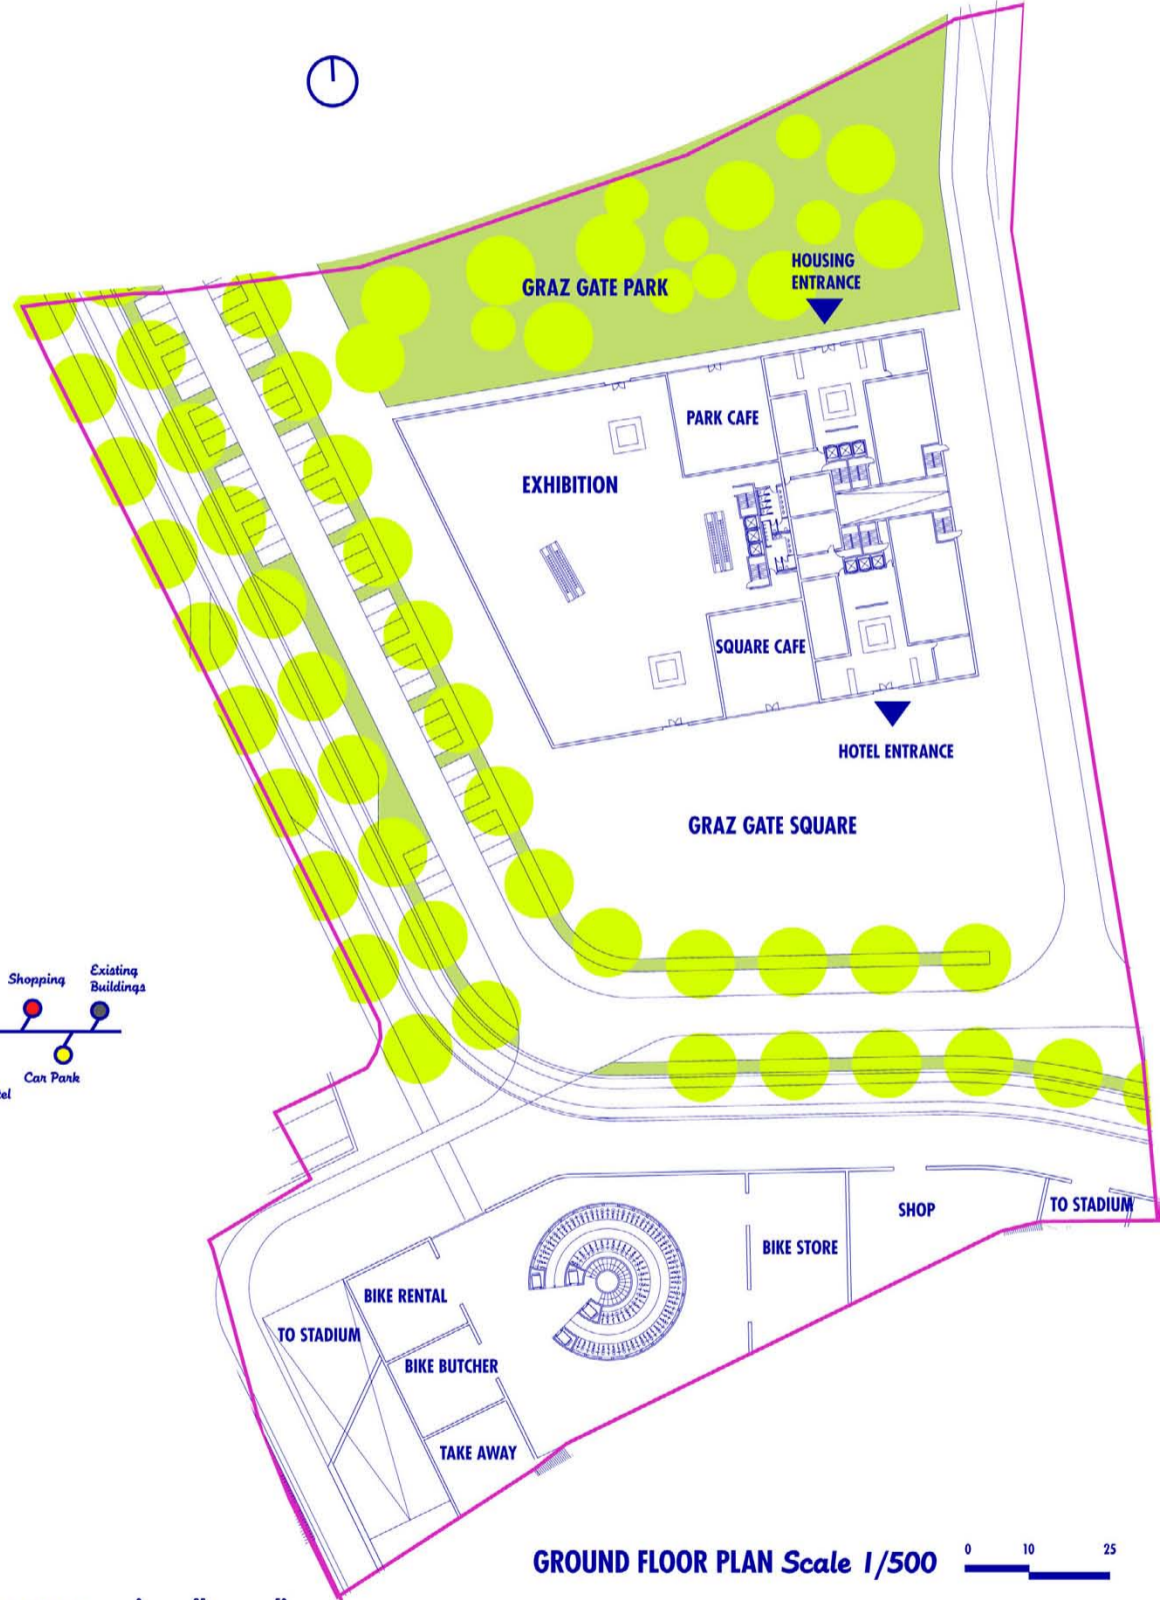 HOUSING
ENTRANCE
GRAZ GATE PARK
PARK CAFE
EXHIBITION
SQUARE CAFE
HOTEL ENTRANCE
GRAZ GATE SQUARE
Shopping
Existing
Buildings
Car Park
SHOP
TO STADIUM
BIKE STORE
BIKE RENTAL
TO STADIUM
BIKE BUTCHER
TAKE AWAY
GROUND FLOOR PLAN Scale 1/500
0 10 25